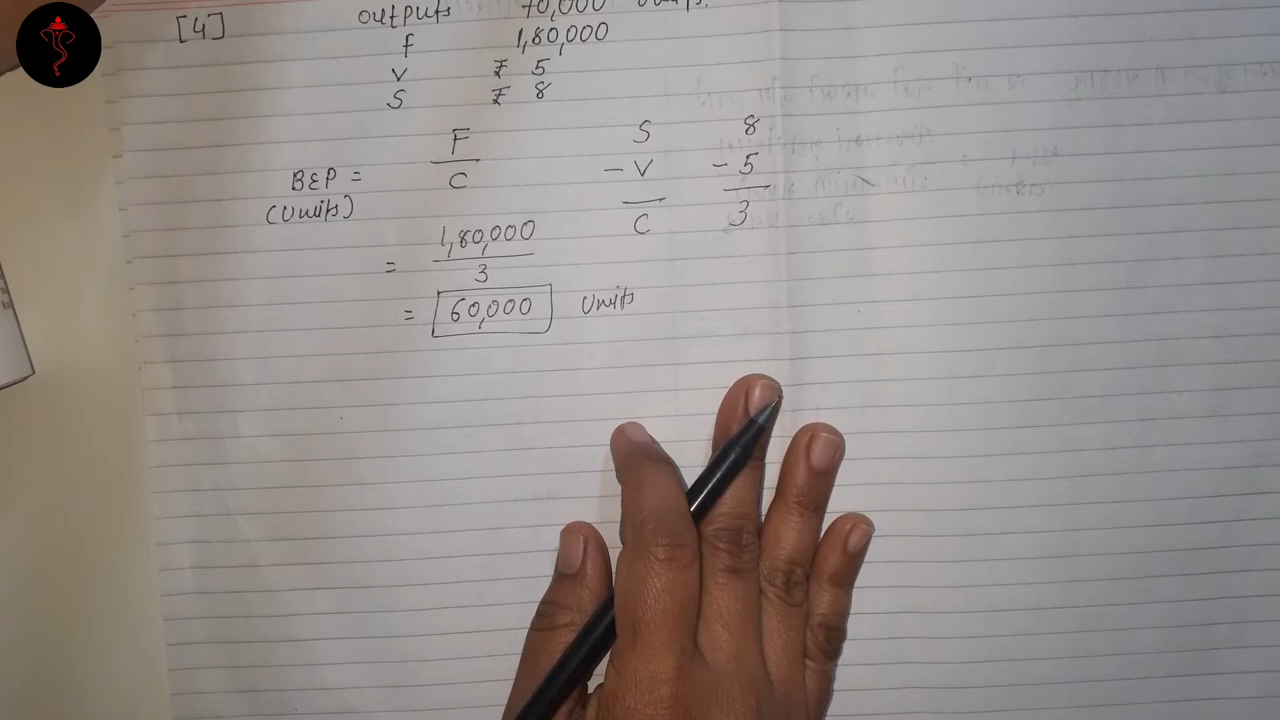 [4] outputs 70,000 units.
f 1,80,000
V ₹ 5
S ₹ 8
BEP = F / C
(Units)
S 8
- V - 5
C 3
= 1,80,000 / 3
= 60,000 Units